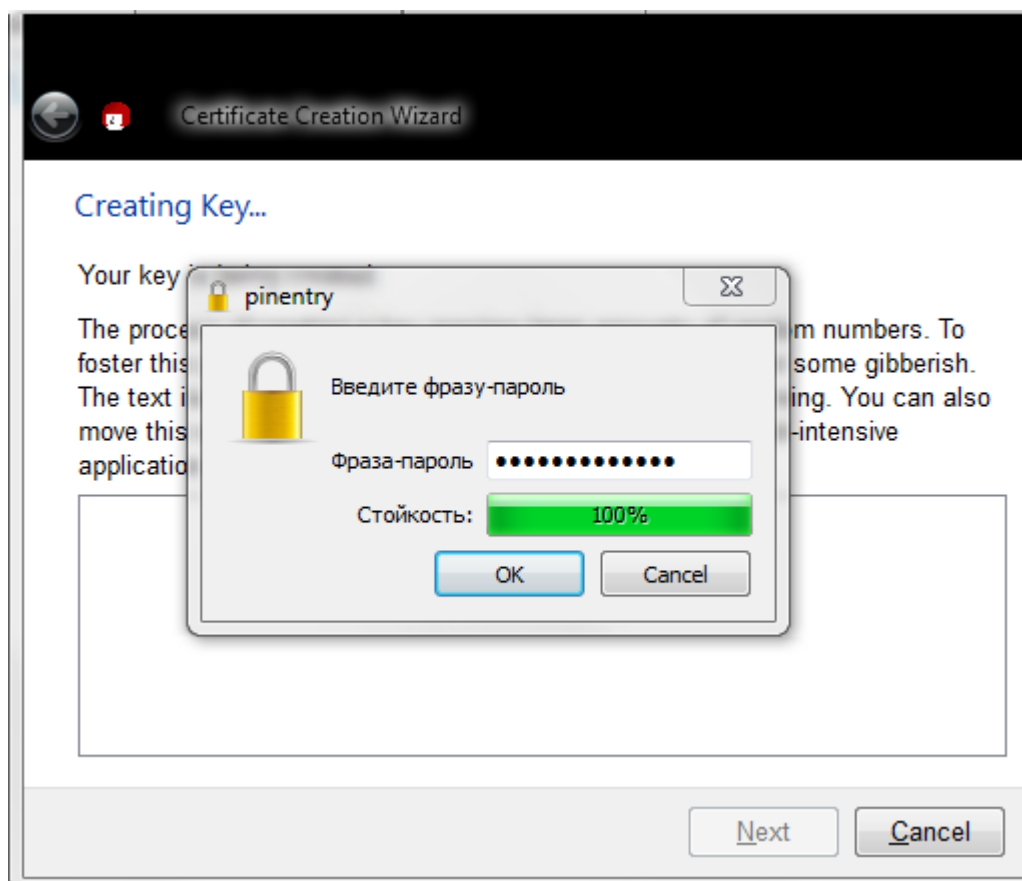 Certificate Creation Wizard
Creating Key...
Your key
pinentry
The proce m numbers. To
foster this some gibberish.
The text i ing. You can also
move this -intensive
applicatio
Введите фразу-пароль
Фраза-пароль •••••••••••••
Стойкость: 100%
OK Cancel
Next Cancel